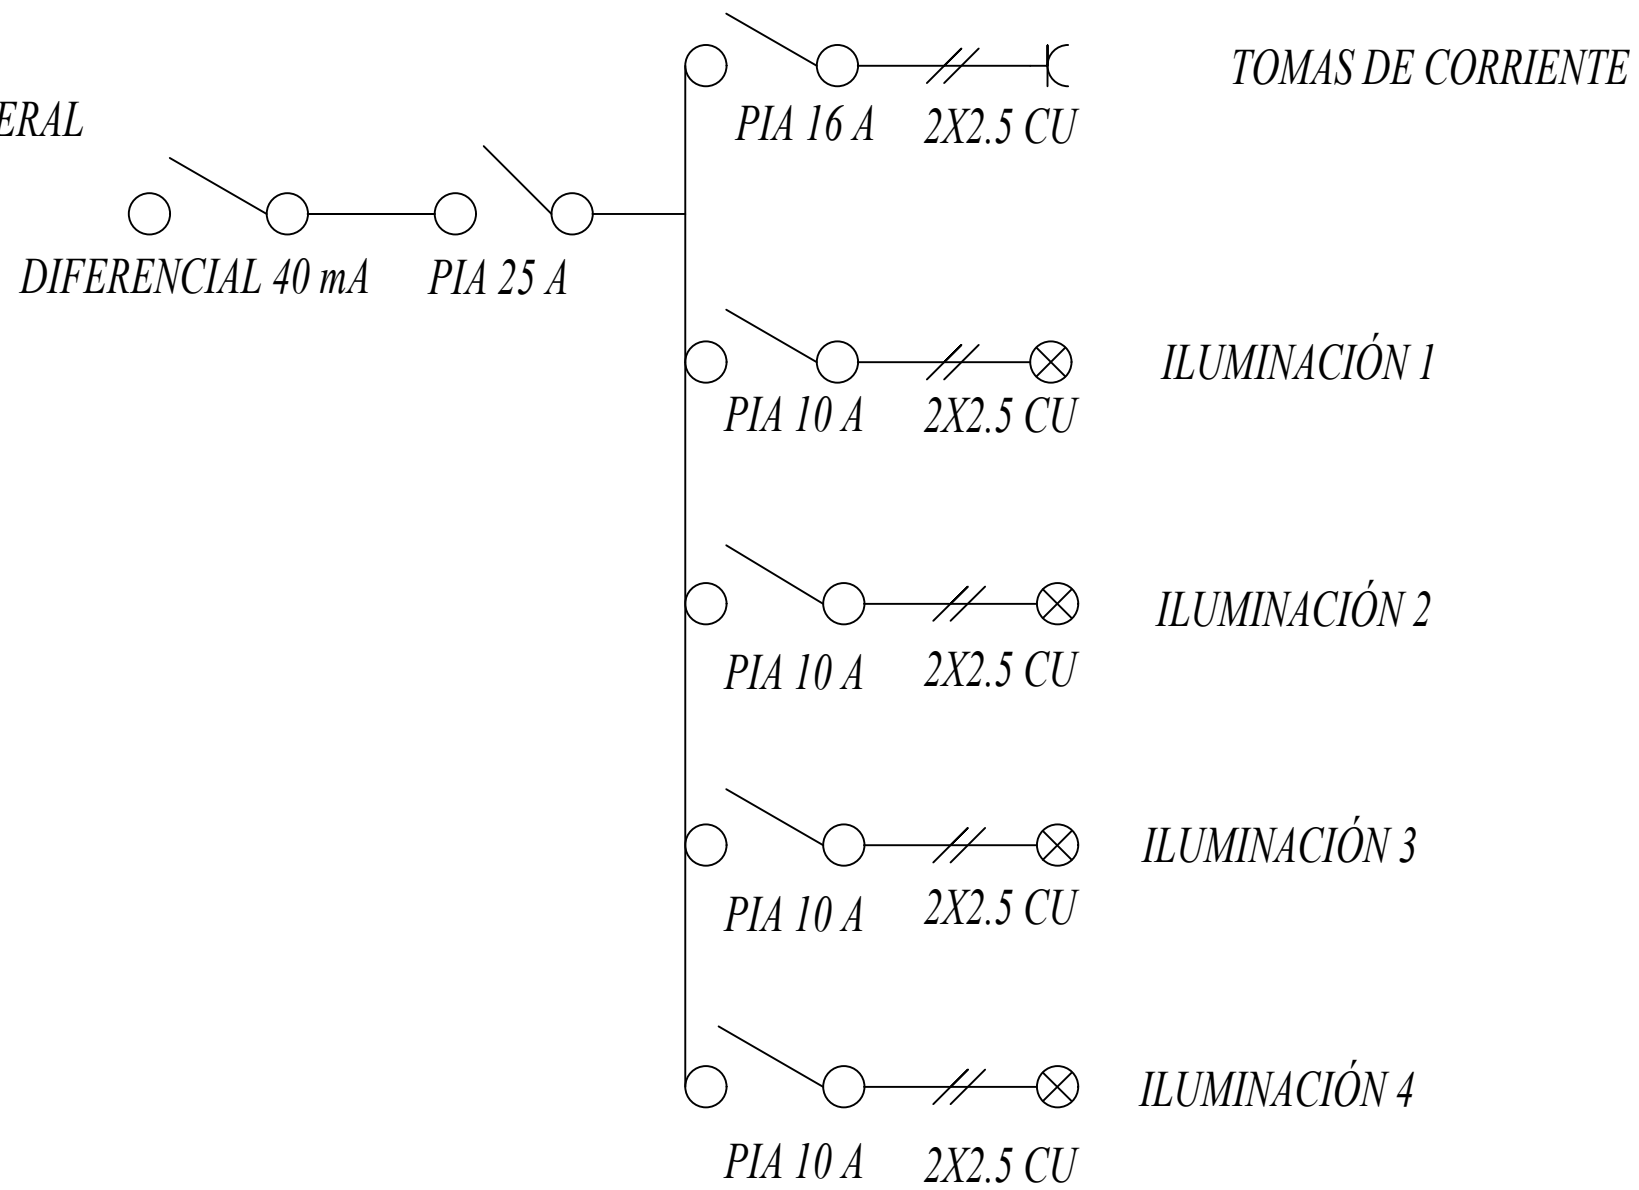 TOMAS DE CORRIENTE
PIA 16 A 2X2.5 CU
ERAL
DIFERENCIAL 40 mA PIA 25 A
ILUMINACIÓN 1
PIA 10 A 2X2.5 CU
ILUMINACIÓN 2
PIA 10 A 2X2.5 CU
ILUMINACIÓN 3
PIA 10 A 2X2.5 CU
ILUMINACIÓN 4
PIA 10 A 2X2.5 CU